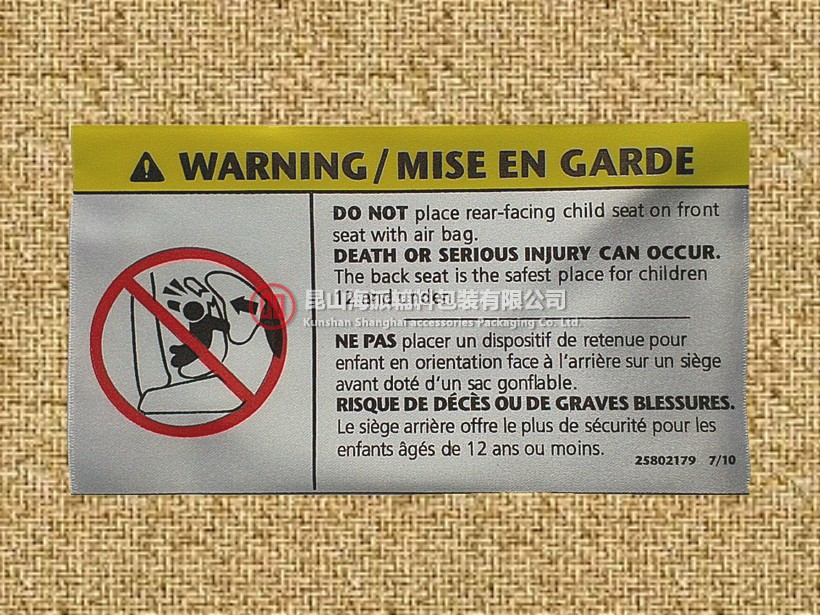 WARNING/MISE EN GARDE
DO NOT place rear-facing child seat on front
seat with air bag.
DEATH OR SERIOUS INJURY CAN OCCUR.
The back seat is the safest place for children
12 and under.
昆山海派辅料包装有限公司
Kunshan Shanghai accessories Packaging Co. Ltd.
NE PAS placer un dispositif de retenue pour
enfant en orientation face à l'arrière sur un siège
avant doté d'un sac gonflable.
RISQUE DE DÉCÈS OU DE GRAVES BLESSURES.
Le siège arrière offre le plus de sécurité pour les
enfants âgés de 12 ans ou moins.
25802179 7/10